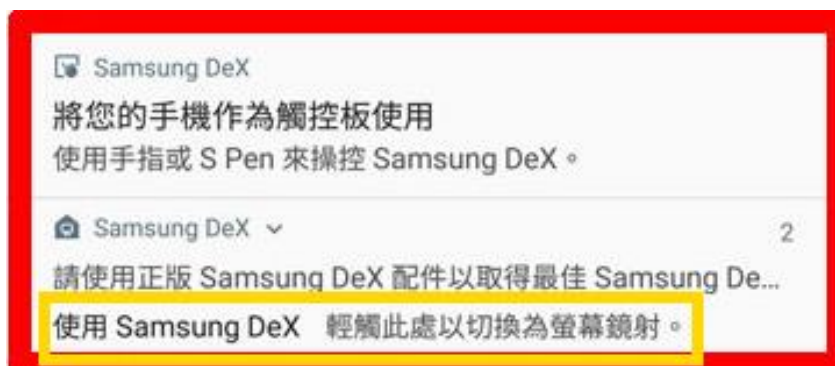 Samsung DeX
將您的手機作為觸控板使用
使用手指或 S Pen 來操控 Samsung DeX。
Samsung DeX 2
請使用正版 Samsung DeX 配件以取得最佳 Samsung De...
使用 Samsung DeX 輕觸此處以切換為螢幕鏡射。